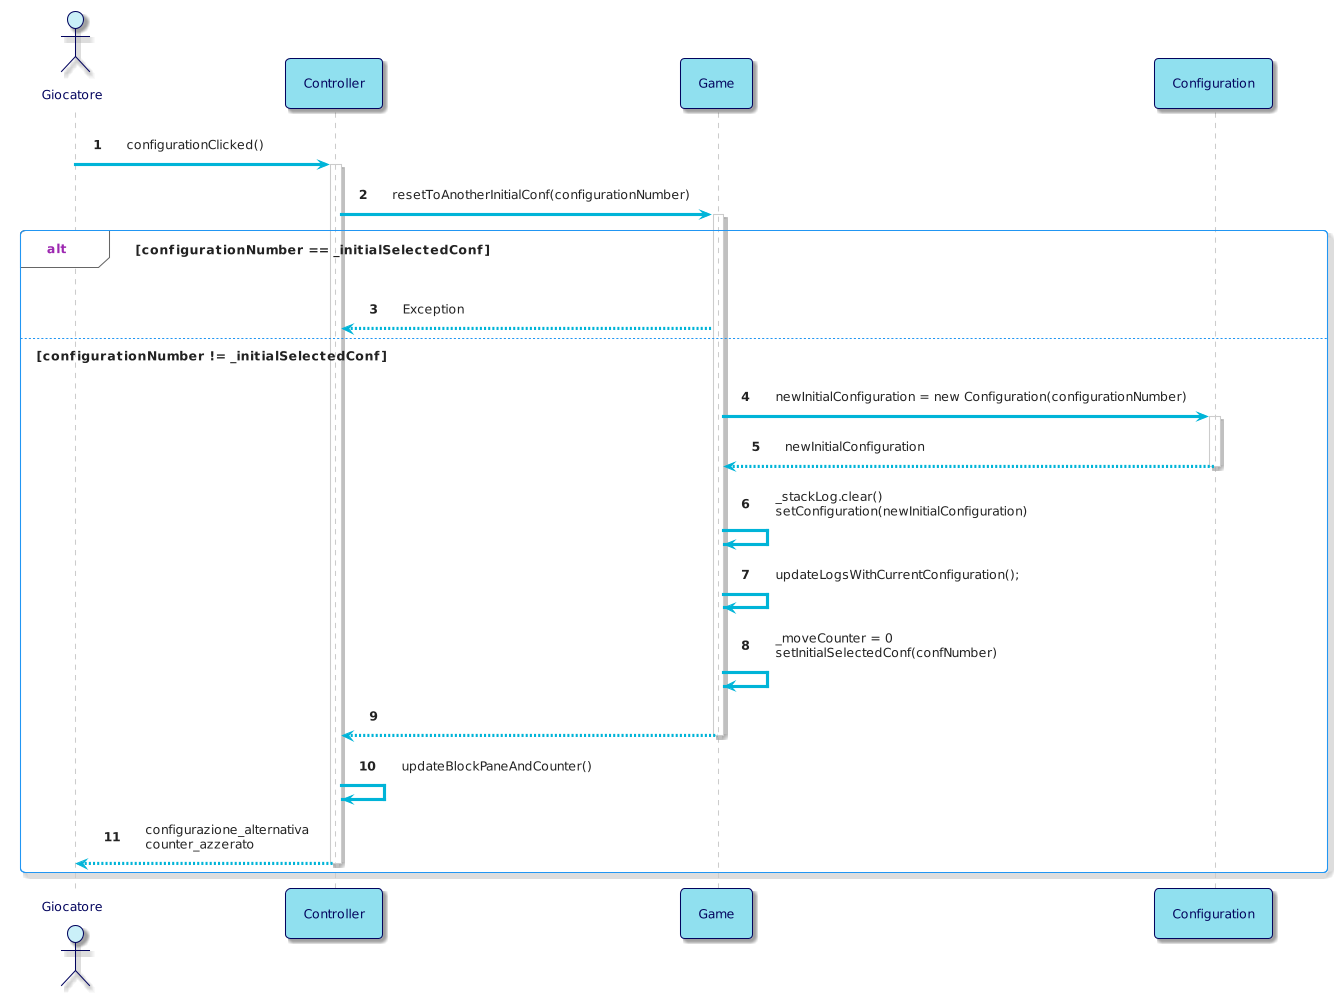 Giocatore
Controller
Game
Configuration
1 configurationClicked()
2 resetToAnotherInitialConf(configurationNumber)
alt [configurationNumber == _initialSelectedConf]
3 Exception
[configurationNumber != _initialSelectedConf]
4 newInitialConfiguration = new Configuration(configurationNumber)
5 newInitialConfiguration
6 _stackLog.clear()
setConfiguration(newInitialConfiguration)
7 updateLogsWithCurrentConfiguration();
8 _moveCounter = 0
setInitialSelectedConf(confNumber)
9
10 updateBlockPaneAndCounter()
11 configurazione_alternativa
counter_azzerato
Giocatore
Controller
Game
Configuration